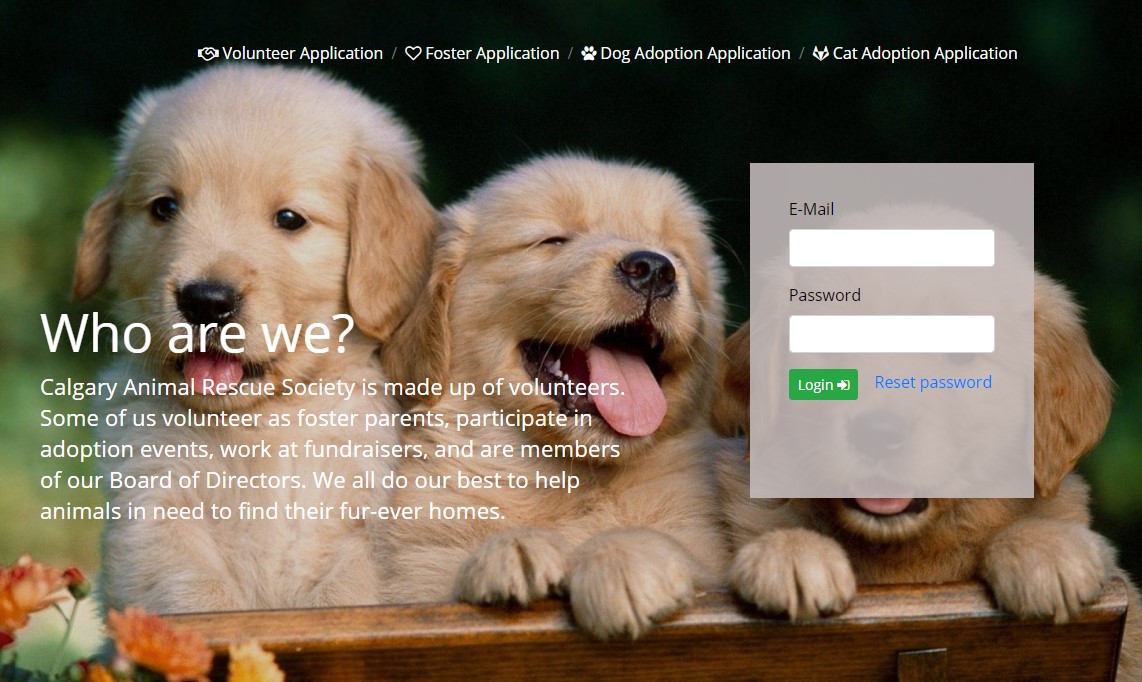 Volunteer Application / Foster Application / Dog Adoption Application / Cat Adoption Application
E-Mail
Password
Login Reset password
Who are we?
Calgary Animal Rescue Society is made up of volunteers.
Some of us volunteer as foster parents, participate in
adoption events, work at fundraisers, and are members
of our Board of Directors. We all do our best to help
animals in need to find their fur-ever homes.